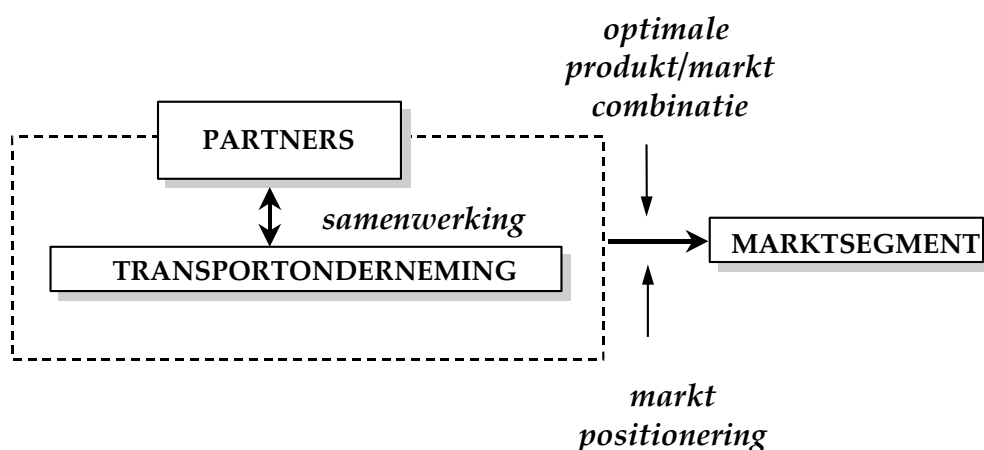 optimale
produkt/markt
combinatie
PARTNERS
samenwerking
TRANSPORTONDERNEMING
MARKTSEGMENT
markt
positionering